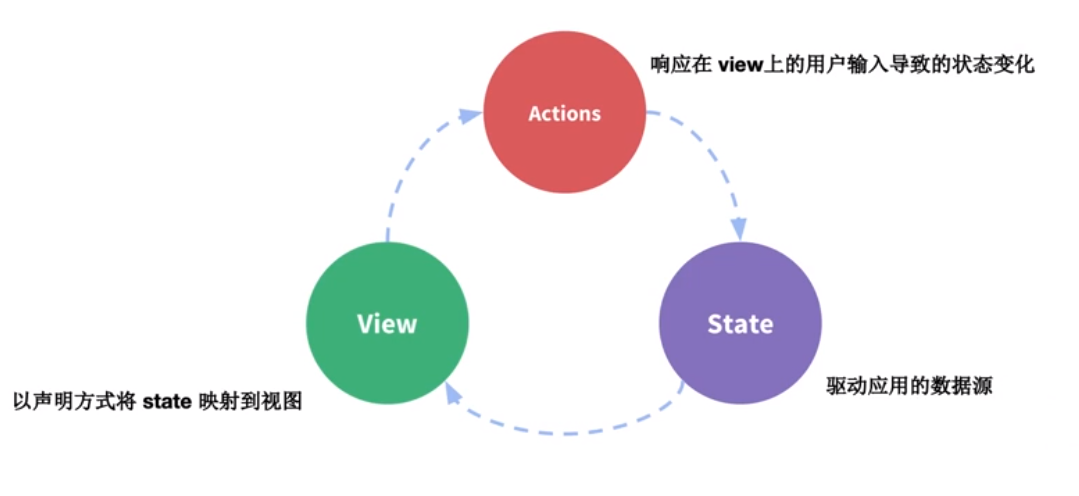 响应在 view上的用户输入导致的状态变化
Actions
View
State
驱动应用的数据源
以声明方式将 state 映射到视图